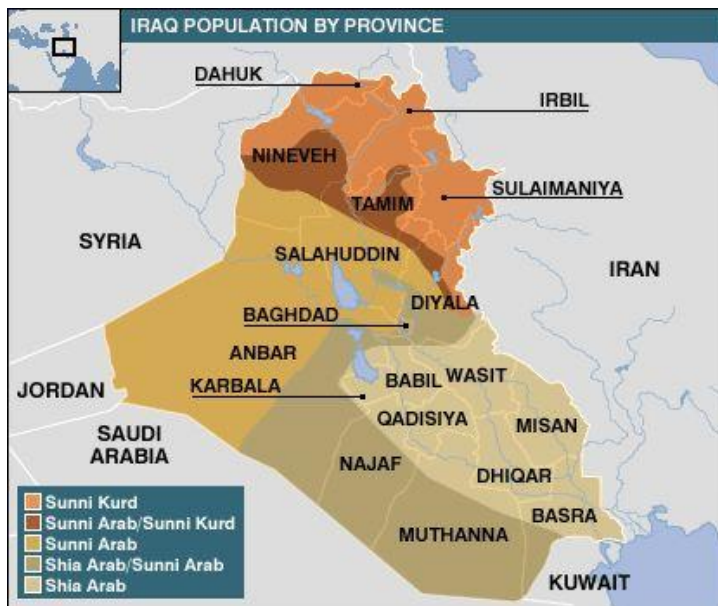 IRAQ POPULATION BY PROVINCE
DAHUK
IRBIL
NINEVEH
SULAIMANIYA
TAMIM
SYRIA
SALAHUDDIN
IRAN
DIYALA
BAGHDAD
ANBAR
JORDAN
KARBALA
BABIL
WASIT
QADISIYA
MISAN
SAUDI
ARABIA
NAJAF
DHIQAR
BASRA
MUTHANNA
KUWAIT
Sunni Kurd
Sunni Arab/Sunni Kurd
Sunni Arab
Shia Arab/Sunni Arab
Shia Arab